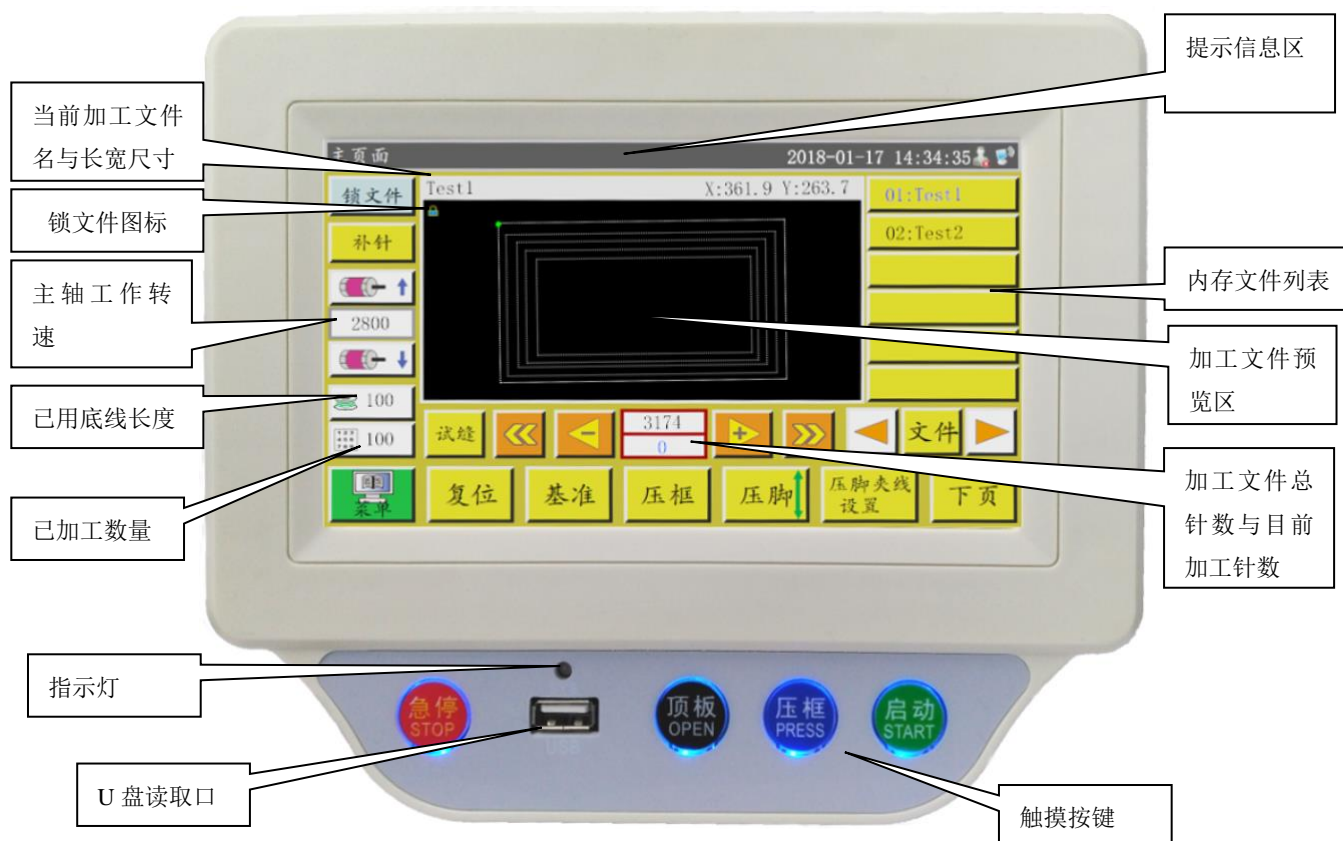 提示信息区
当前加工文件
名与长宽尺寸
锁文件图标
主轴工作转
速
已用底线长度
已加工数量
指示灯
U 盘读取口
主页面
2018-01-17 14:34:35
锁文件
Test1
X:361.9 Y:263.7
01:Test1
补针
02:Test2
2800
100
100
试缝
3174
0
文件
菜单
复位
基准
压框
压脚
压脚夹线
设置
下页
内存文件列表
加工文件预
览区
加工文件总
针数与目前
加工针数
急停
STOP
USB
顶板
OPEN
压框
PRESS
启动
START
触摸按键